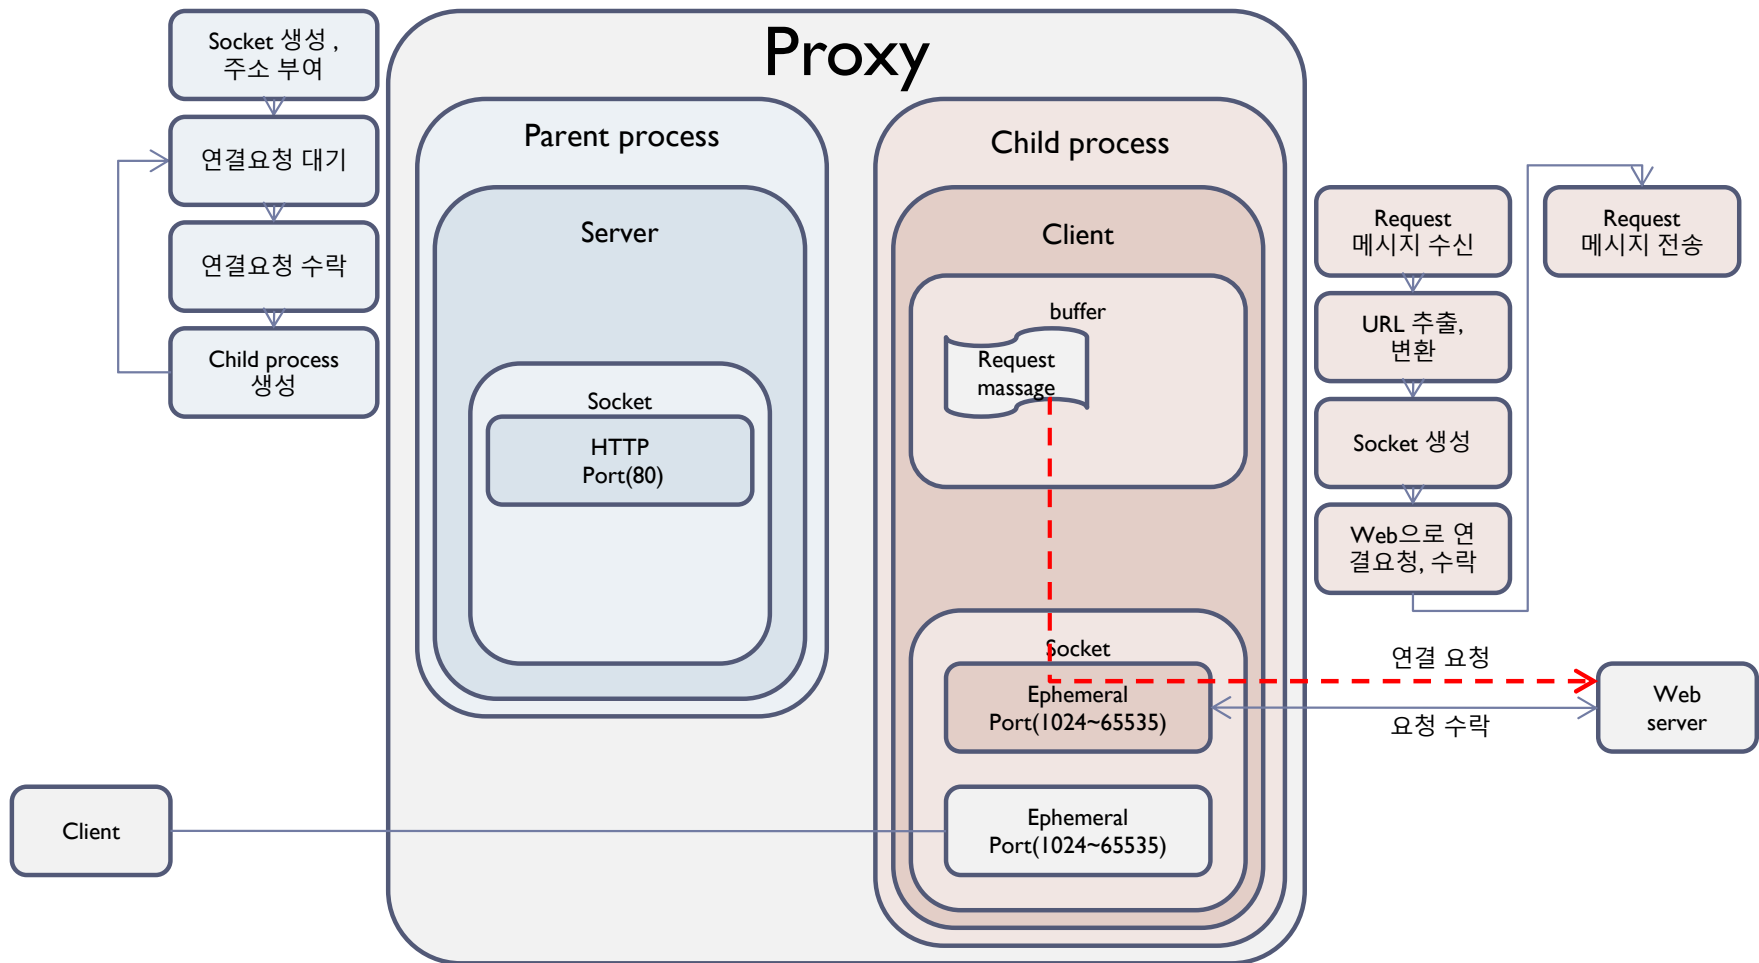 Proxy
Socket 생성 ,
주소 부여
연결요청 대기
연결요청 수락
Child process
생성
Parent process
Server
Socket
HTTP
Port(80)
Child process
Client
buffer
Request
massage
Socket
Ephemeral
Port(1024~65535)
Ephemeral
Port(1024~65535)
Request
메시지 수신
URL 추출,
변환
Socket 생성
Web으로 연
결요청, 수락
Request
메시지 전송
연결 요청
요청 수락
Web
server
Client